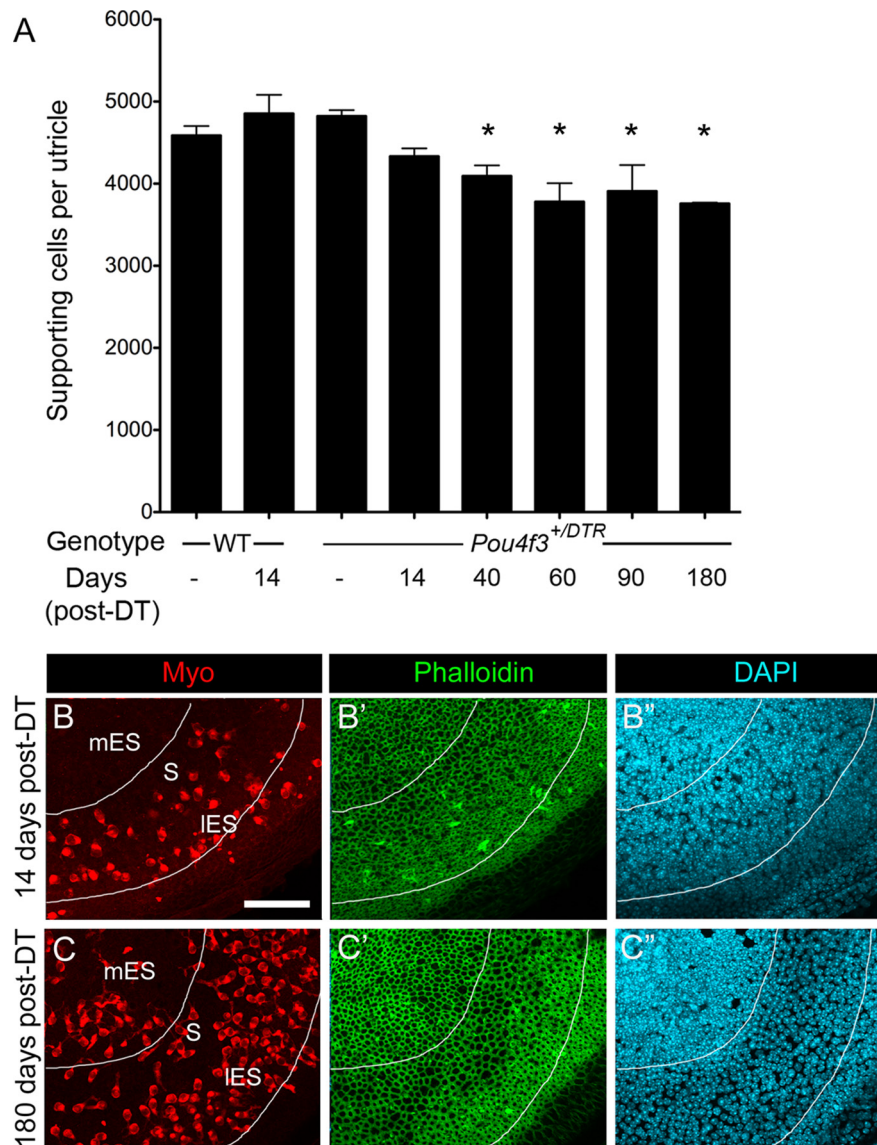 A
Supporting cells per utricle
6000
5000
4000
3000
2000
1000
0
* * * *
Genotype WT Pou4f3+/DTR
Days (post-DT) - 14 - 14 40 60 90 180
Myo Phalloidin DAPI
14 days post-DT
B B' B"
mES
S
lES
180 days post-DT
C C' C"
mES
S
lES